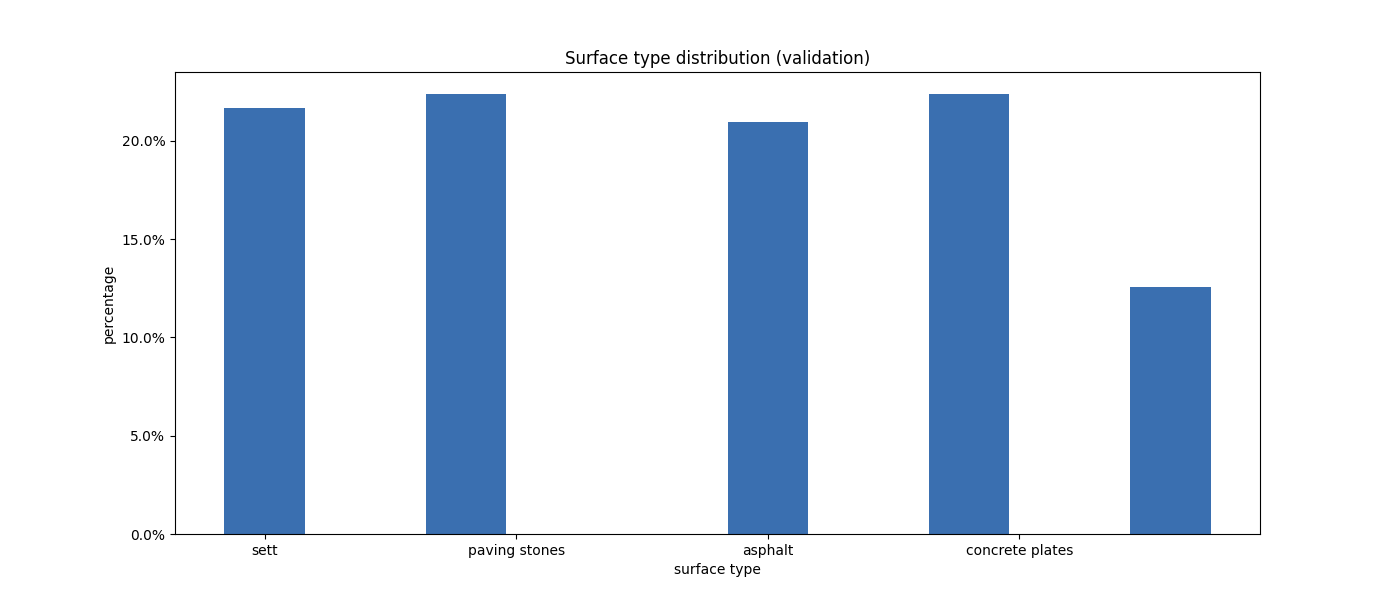 Surface type distribution (validation)
20.0%
15.0%
10.0%
5.0%
0.0%
percentage
sett
paving stones
asphalt
concrete plates
surface type